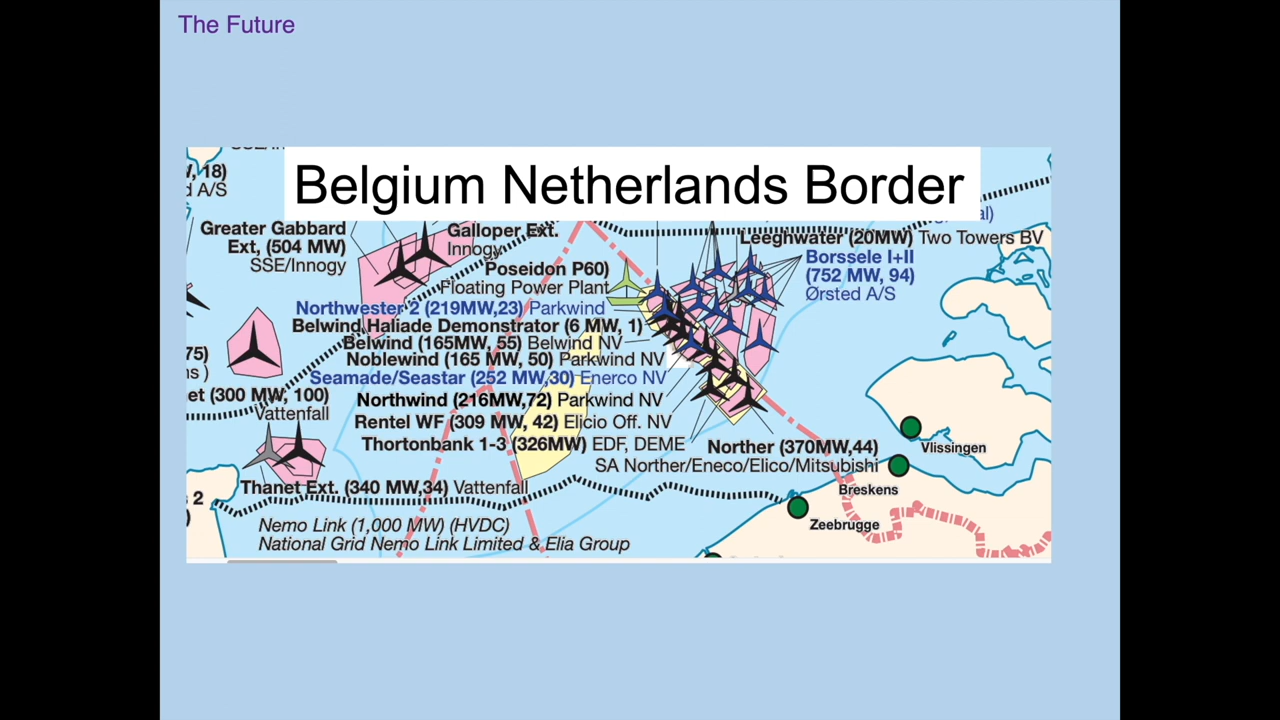 The Future
Belgium Netherlands Border
, 18)
d A/S
Greater Gabbard
Ext, (504 MW)
SSE/Innogy
Galloper Ext.
Innogy
Leeghwater (20MW) Two Towers BV
Borssele I+II
(752 MW, 94)
Ørsted A/S
Poseidon P60)
Floating Power Plant
Northwester 2 (219MW,23) Parkwind
Belwind Haliade Demonstrator (6 MW, 1)
Belwind (165MW, 55) Belwind NV
Noblewind (165 MW, 50) Parkwind NV
Seamade/Seastar (252 MW,30) Enerco NV
75)
et (300 MW, 100)
Vattenfall
Northwind (216MW,72) Parkwind NV
Rentel WF (309 MW, 42) Elicio Off. NV
Thortonbank 1-3 (326MW) EDF, DEME
Norther (370MW,44)
SA Norther/Eneco/Elico/Mitsubishi
Vlissingen
Breskens
Zeebrugge
Thanet Ext. (340 MW,34) Vattenfall
2
Nemo Link (1,000 MW) (HVDC)
National Grid Nemo Link Limited & Elia Group